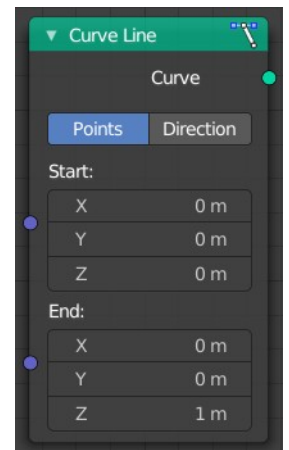 Curve Line
Curve
Points Direction
Start:
X 0 m
Y 0 m
Z 0 m
End:
X 0 m
Y 0 m
Z 1 m